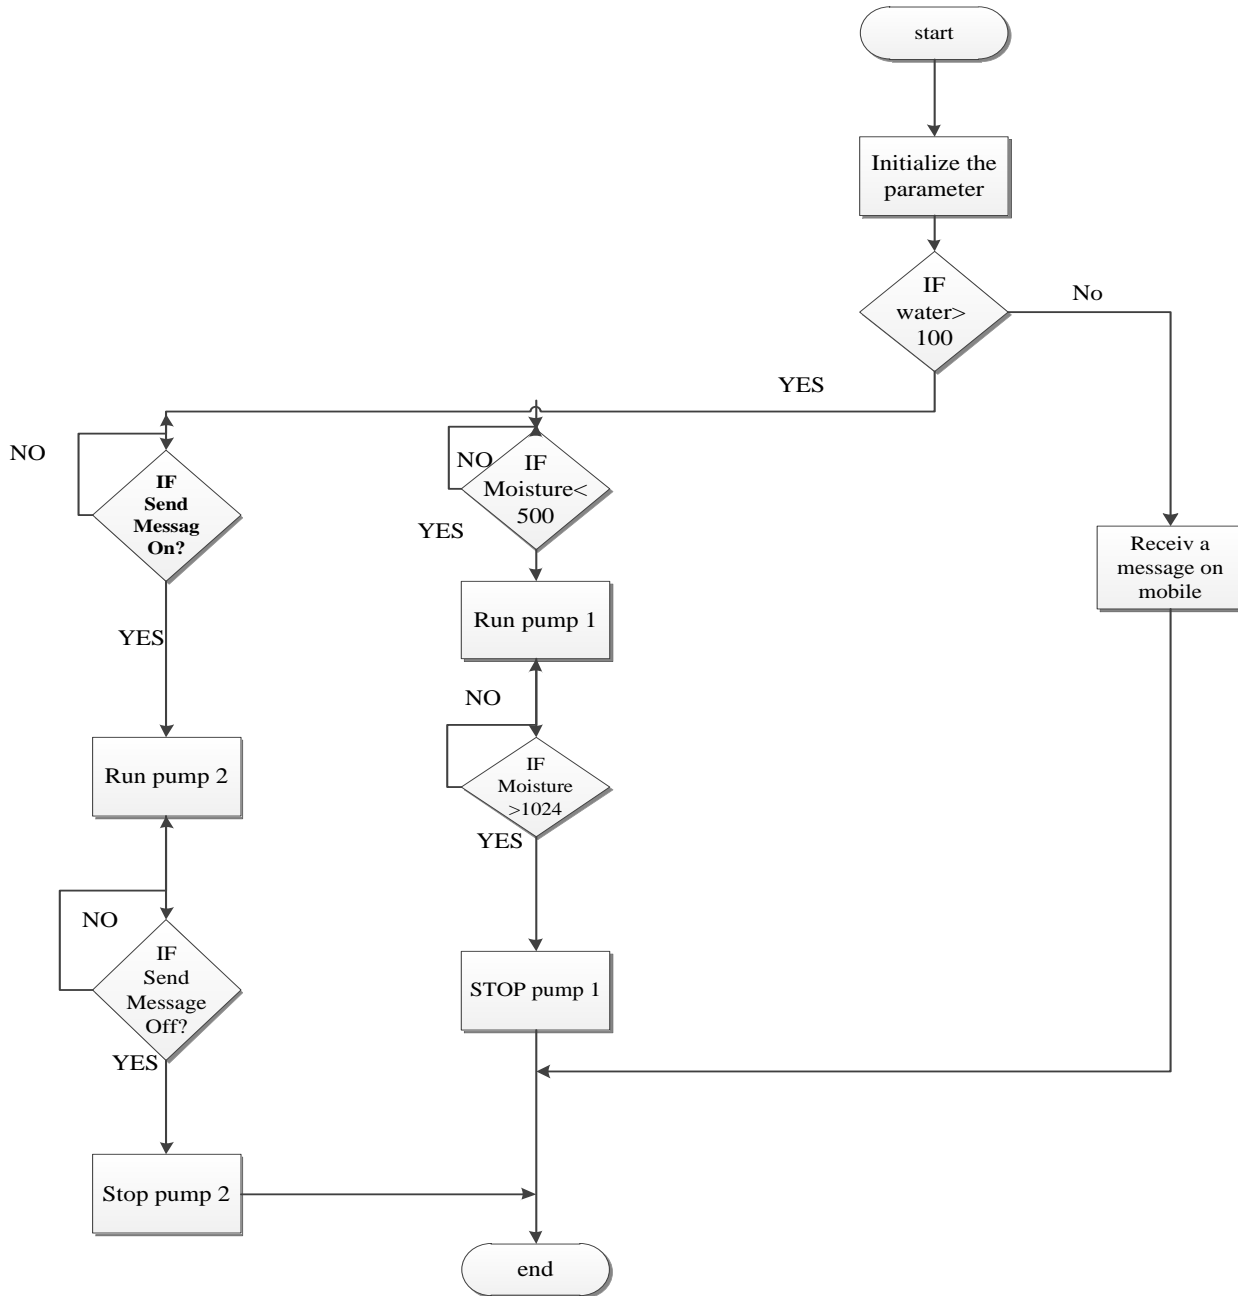 start
Initialize the
parameter
IF
water>
100
No
YES
NO
IF
Send
Messag
On?
YES
Run pump 2
NO
IF
Send
Message
Off?
YES
Stop pump 2
NO
IF
Moisture<
500
YES
Run pump 1
NO
IF
Moisture
>1024
YES
STOP pump 1
Receiv a
message on
mobile
end